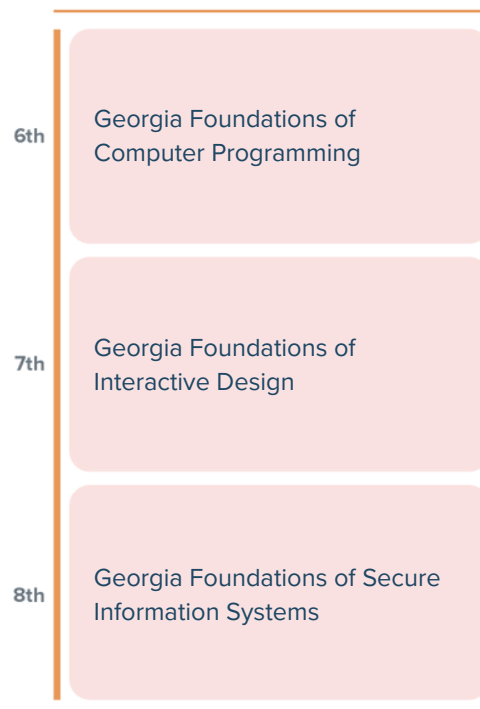 6th
Georgia Foundations of
Computer Programming
7th
Georgia Foundations of
Interactive Design
8th
Georgia Foundations of Secure
Information Systems